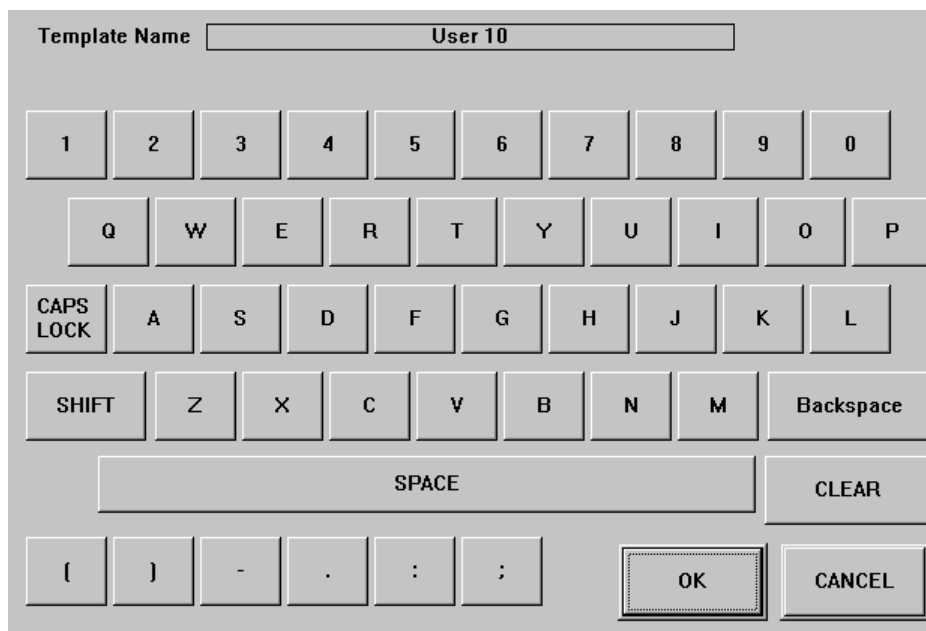 Template Name User 10
1 2 3 4 5 6 7 8 9 0
Q W E R T Y U I O P
CAPS
LOCK A S D F G H J K L
SHIFT Z X C V B N M Backspace
SPACE CLEAR
( ) - . : ; OK CANCEL